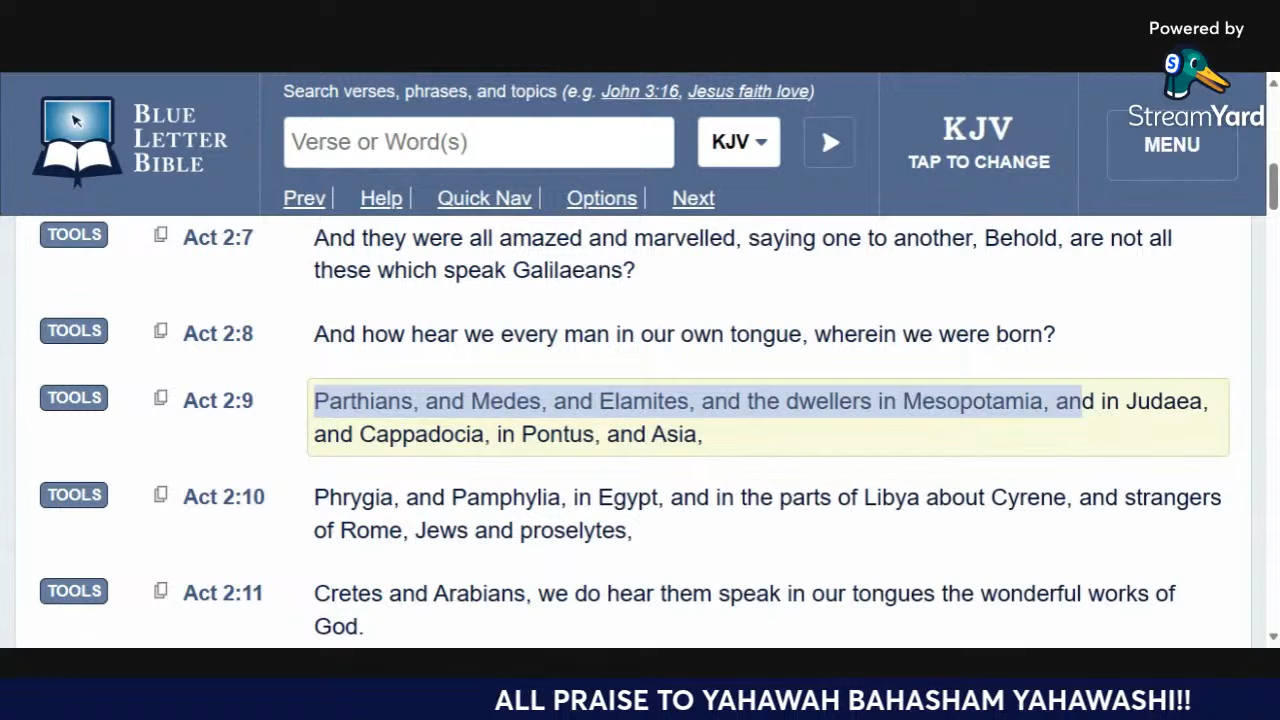 Powered by
StreamYard
BLUE
LETTER
BIBLE
Search verses, phrases, and topics (e.g. John 3:16, Jesus faith love)
Verse or Word(s)
KJV
KJV
TAP TO CHANGE
MENU
Prev Help Quick Nav Options Next
TOOLS Act 2:7 And they were all amazed and marvelled, saying one to another, Behold, are not all
these which speak Galilaeans?
TOOLS Act 2:8 And how hear we every man in our own tongue, wherein we were born?
TOOLS Act 2:9 Parthians, and Medes, and Elamites, and the dwellers in Mesopotamia, and in Judaea,
and Cappadocia, in Pontus, and Asia,
TOOLS Act 2:10 Phrygia, and Pamphylia, in Egypt, and in the parts of Libya about Cyrene, and strangers
of Rome, Jews and proselytes,
TOOLS Act 2:11 Cretes and Arabians, we do hear them speak in our tongues the wonderful works of
God.
ALL PRAISE TO YAHAWAH BAHASHAM YAHAWASHI!!